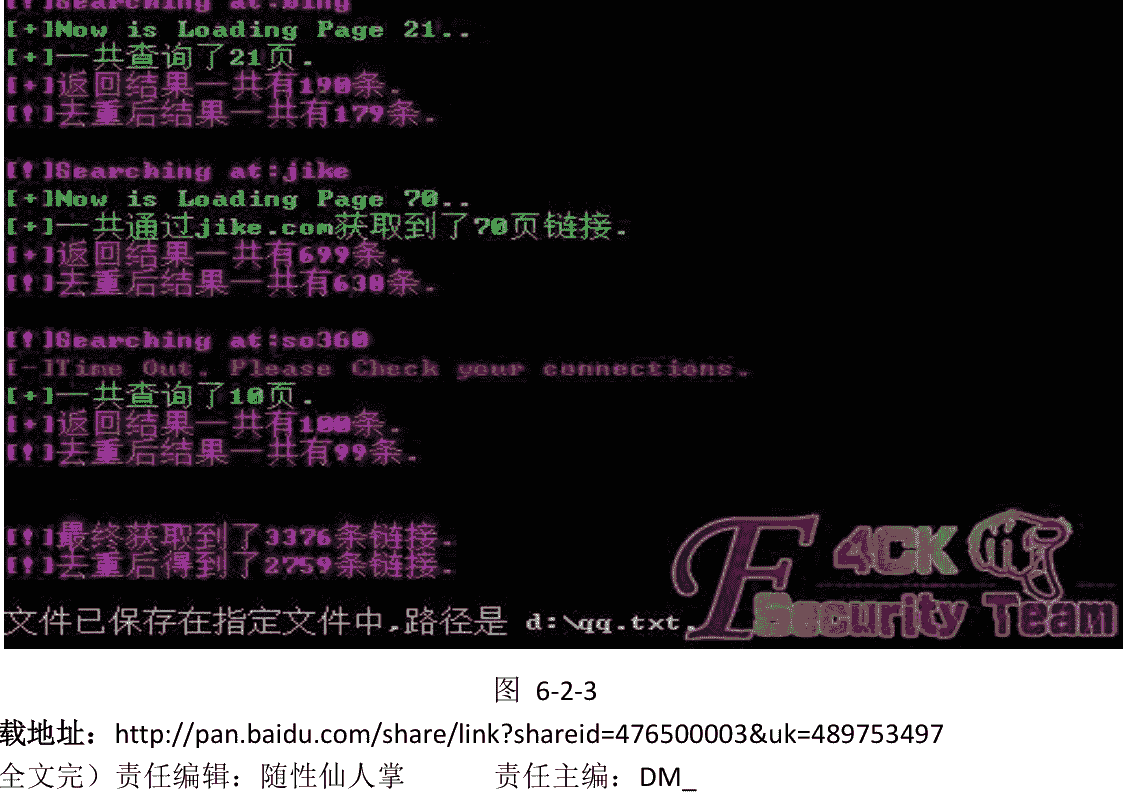 [!]Searching at:bing
[+]Now is Loading Page 21..
[+]一共查询了21页.
[+]返回结果一共有190条.
[!]去重后结果一共有179条.
[!]Searching at:jike
[+]Now is Loading Page 70..
[+]一共通过jike.com获取到了70页链接.
[+]返回结果一共有699条.
[!]去重后结果一共有630条.
[!]Searching at:so360
[-]Time Out. Please Check your connections.
[+]一共查询了10页.
[+]返回结果一共有100条.
[!]去重后结果一共有99条.
[!]最终获取到了3376条链接.
[!]去重后得到了2759条链接.
文件已保存在指定文件中,路径是 d:\qq.txt.
F4CK
Security Team
图 6-2-3
载地址：http://pan.baidu.com/share/link?shareid=476500003&uk=489753497
全文完）责任编辑：随性仙人掌 责任主编：DM_